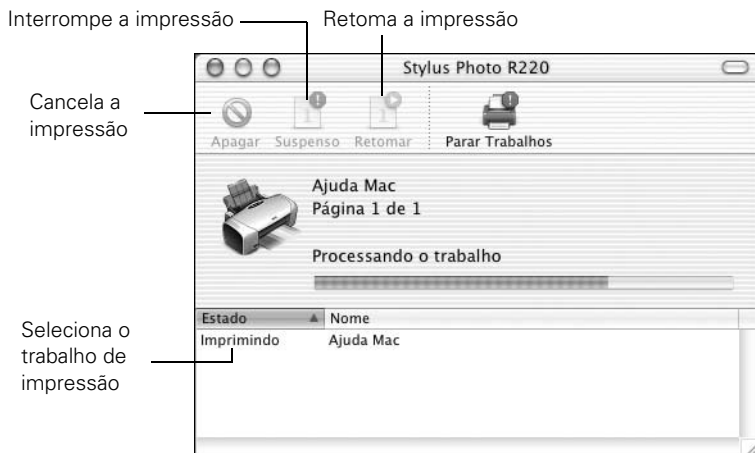 Interrompe a impressão
Retoma a impressão
Stylus Photo R220
Cancela a
impressão
Apagar
Suspenso
Retomar
Parar Trabalhos
Ajuda Mac
Página 1 de 1
Processando o trabalho
Estado
Nome
Seleciona o
trabalho de
impressão
Imprimindo
Ajuda Mac